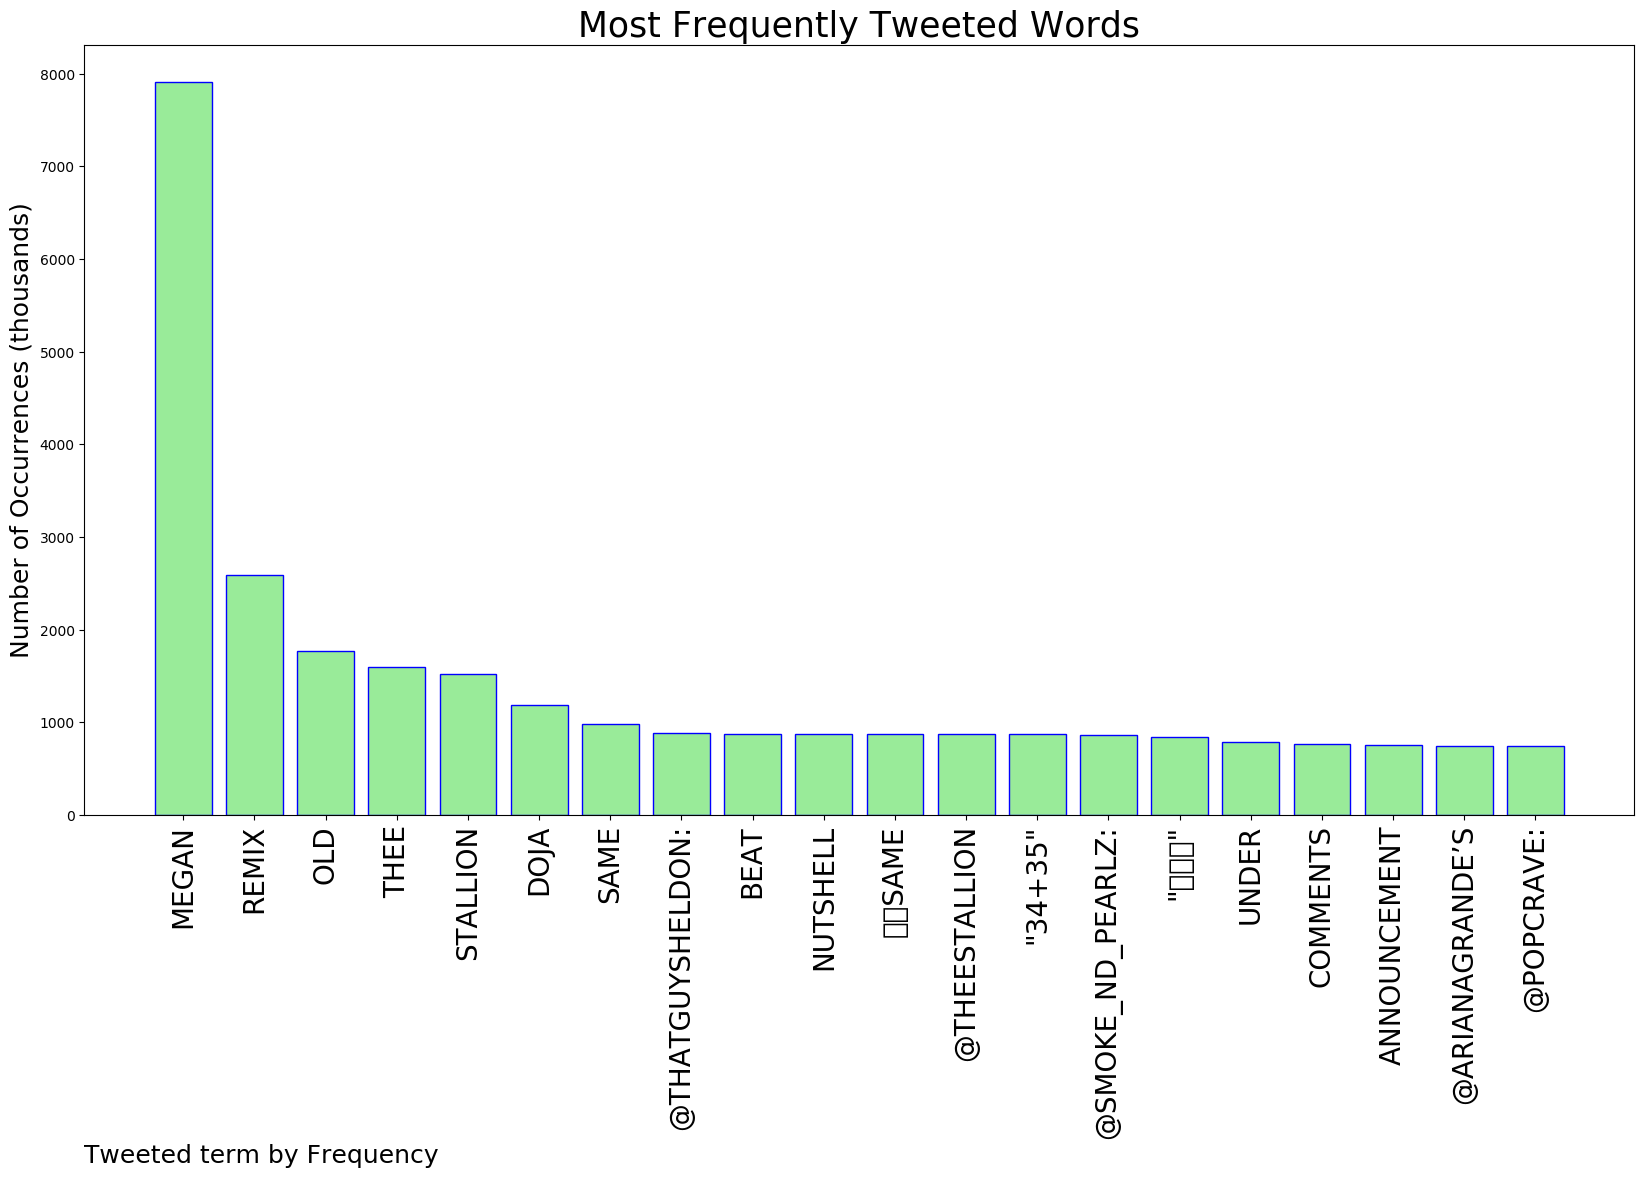 Most Frequently Tweeted Words
Number of Occurrences (thousands)
8000
7000
6000
5000
4000
3000
2000
1000
0
MEGAN
REMIX
OLD
THEE
STALLION
DOJA
SAME
@THATGUYSHELDON:
BEAT
NUTSHELL
▯▯SAME
@THEESTALLION
"34+35"
@SMOKE_ND_PEARLZ:
"▯▯▯"
UNDER
COMMENTS
ANNOUNCEMENT
@ARIANAGRANDE’S
@POPCRAVE:
Tweeted term by Frequency